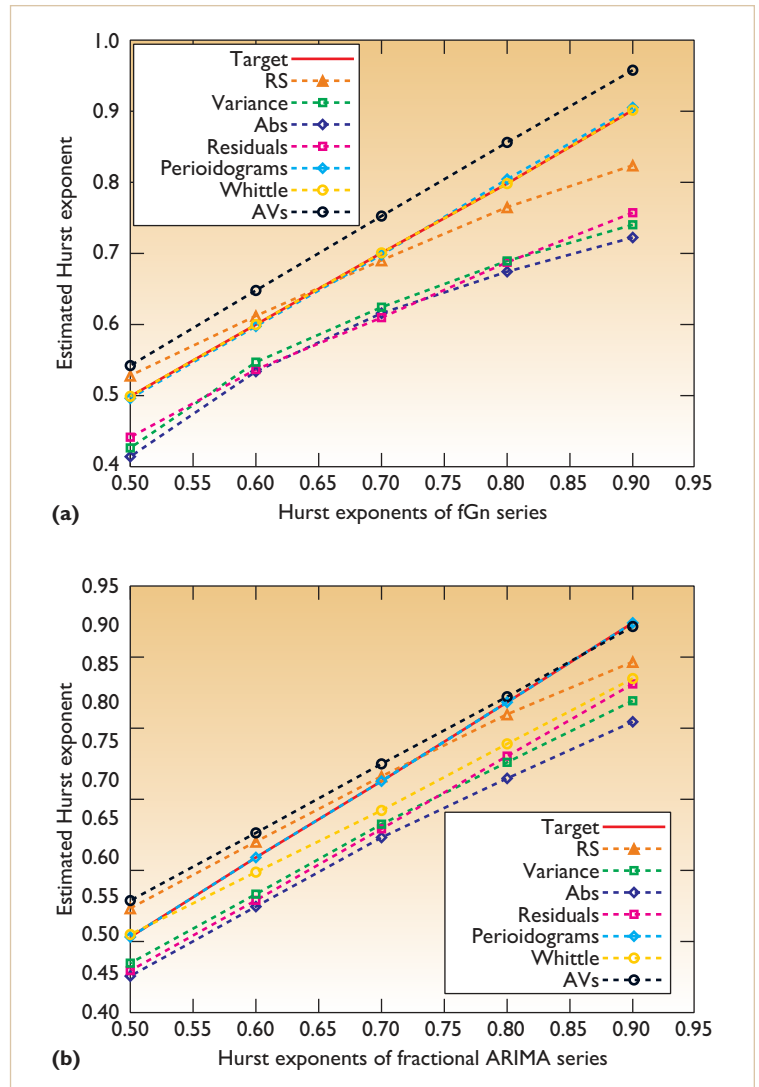 1.0
0.9
0.8
0.7
0.6
0.5
0.4
Estimated Hurst exponent
Target
RS
Variance
Abs
Residuals
Perioidograms
Whittle
AVs
0.50 0.55 0.60 0.65 0.70 0.75 0.80 0.85 0.90 0.95
(a)
Hurst exponents of fGn series
0.95
0.90
0.85
0.80
0.75
0.70
0.65
0.60
0.55
0.50
0.45
0.40
Estimated Hurst exponent
Target
RS
Variance
Abs
Residuals
Perioidograms
Whittle
AVs
0.50 0.55 0.60 0.65 0.70 0.75 0.80 0.85 0.90 0.95
(b)
Hurst exponents of fractional ARIMA series